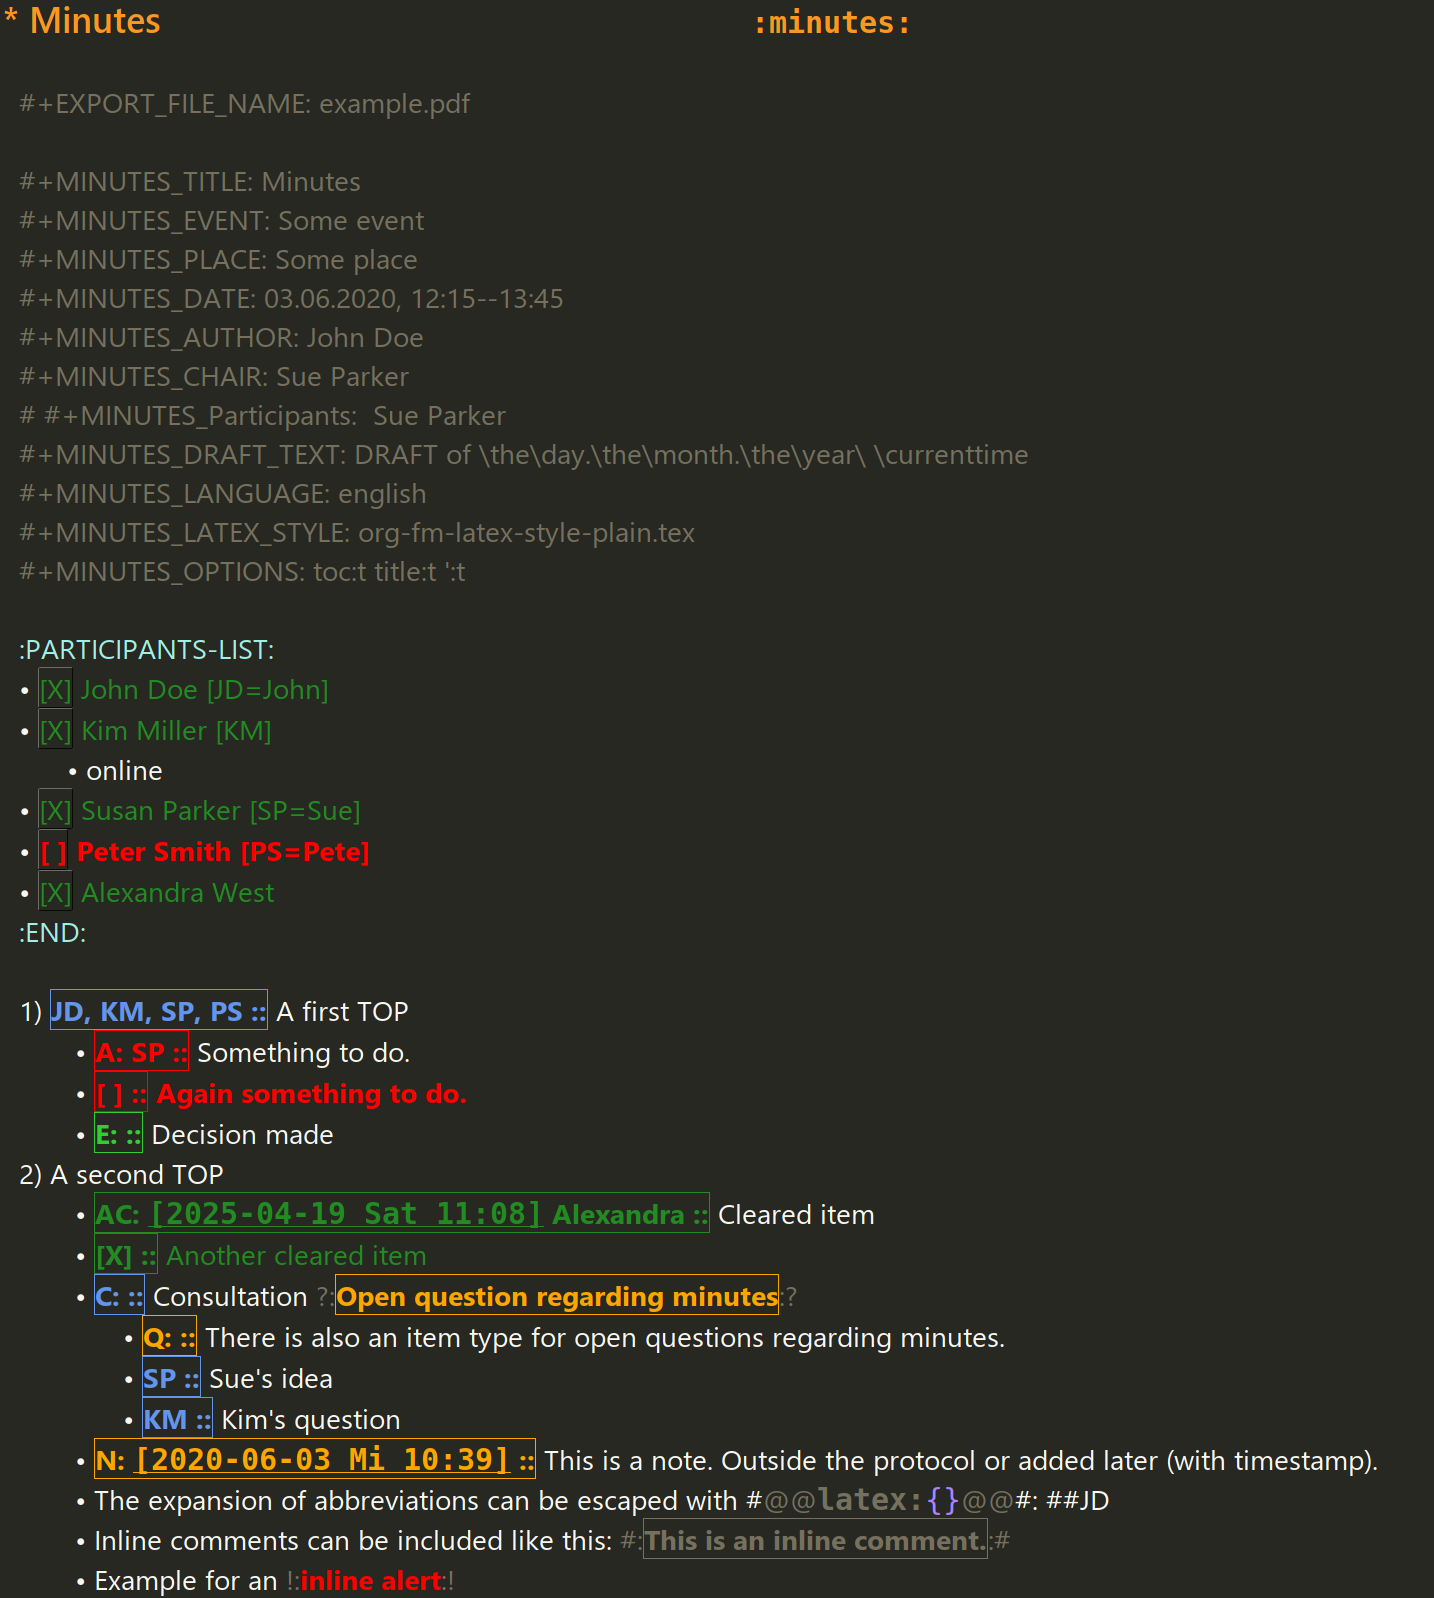 * Minutes :minutes:
#+EXPORT_FILE_NAME: example.pdf
#+MINUTES_TITLE: Minutes
#+MINUTES_EVENT: Some event
#+MINUTES_PLACE: Some place
#+MINUTES_DATE: 03.06.2020, 12:15--13:45
#+MINUTES_AUTHOR: John Doe
#+MINUTES_CHAIR: Sue Parker
# #+MINUTES_Participants:  Sue Parker
#+MINUTES_DRAFT_TEXT: DRAFT of \the\day.\the\month.\the\year\ \currenttime
#+MINUTES_LANGUAGE: english
#+MINUTES_LATEX_STYLE: org-fm-latex-style-plain.tex
#+MINUTES_OPTIONS: toc:t title:t ':t
:PARTICIPANTS-LIST:
• [X] John Doe [JD=John]
• [X] Kim Miller [KM]
• online
• [X] Susan Parker [SP=Sue]
• [ ] Peter Smith [PS=Pete]
• [X] Alexandra West
:END:
1) JD, KM, SP, PS :: A first TOP
• A: SP :: Something to do.
• [ ] :: Again something to do.
• E: :: Decision made
2) A second TOP
• AC: [2025-04-19 Sat 11:08] Alexandra :: Cleared item
• [X] :: Another cleared item
• C: :: Consultation ?:Open question regarding minutes:?
• Q: :: There is also an item type for open questions regarding minutes.
• SP :: Sue's idea
• KM :: Kim's question
• N: [2020-06-03 Mi 10:39] :: This is a note. Outside the protocol or added later (with timestamp).
• The expansion of abbreviations can be escaped with #@@latex:{}@@#: ##JD
• Inline comments can be included like this: #:This is an inline comment.:#
• Example for an !:inline alert:!